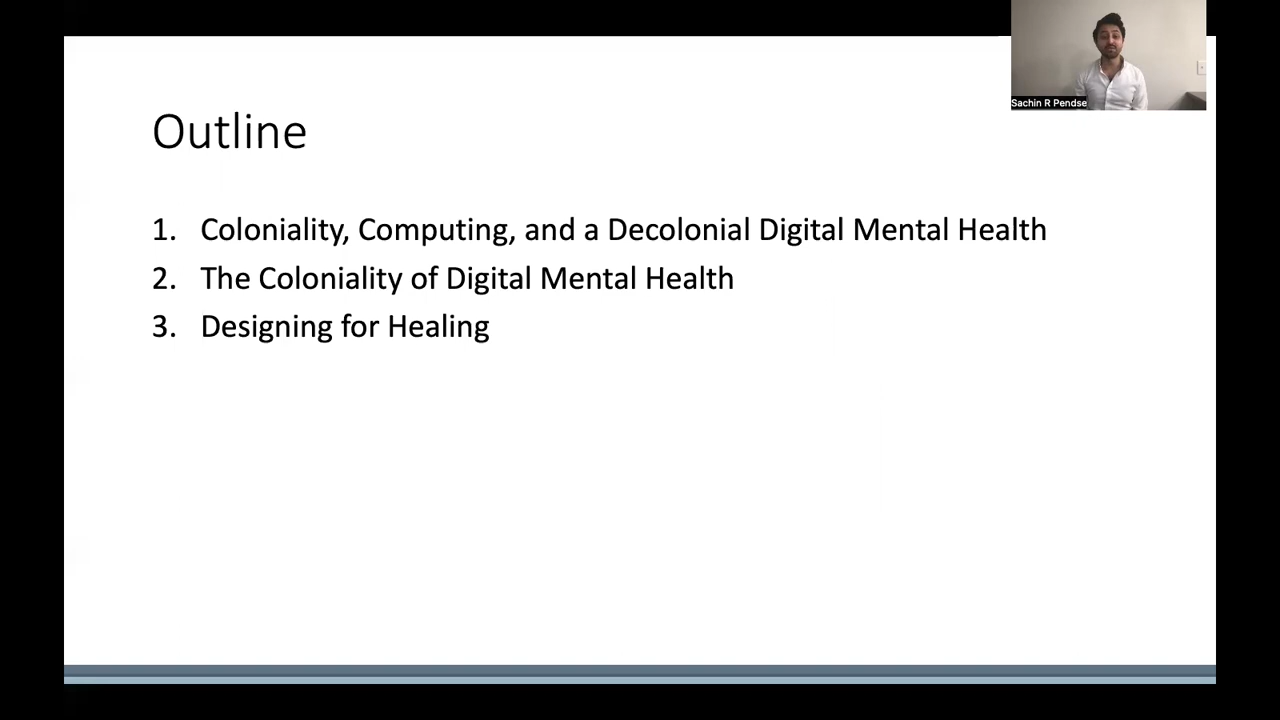 Sachin R Pendse
Outline
1. Coloniality, Computing, and a Decolonial Digital Mental Health
2. The Coloniality of Digital Mental Health
3. Designing for Healing